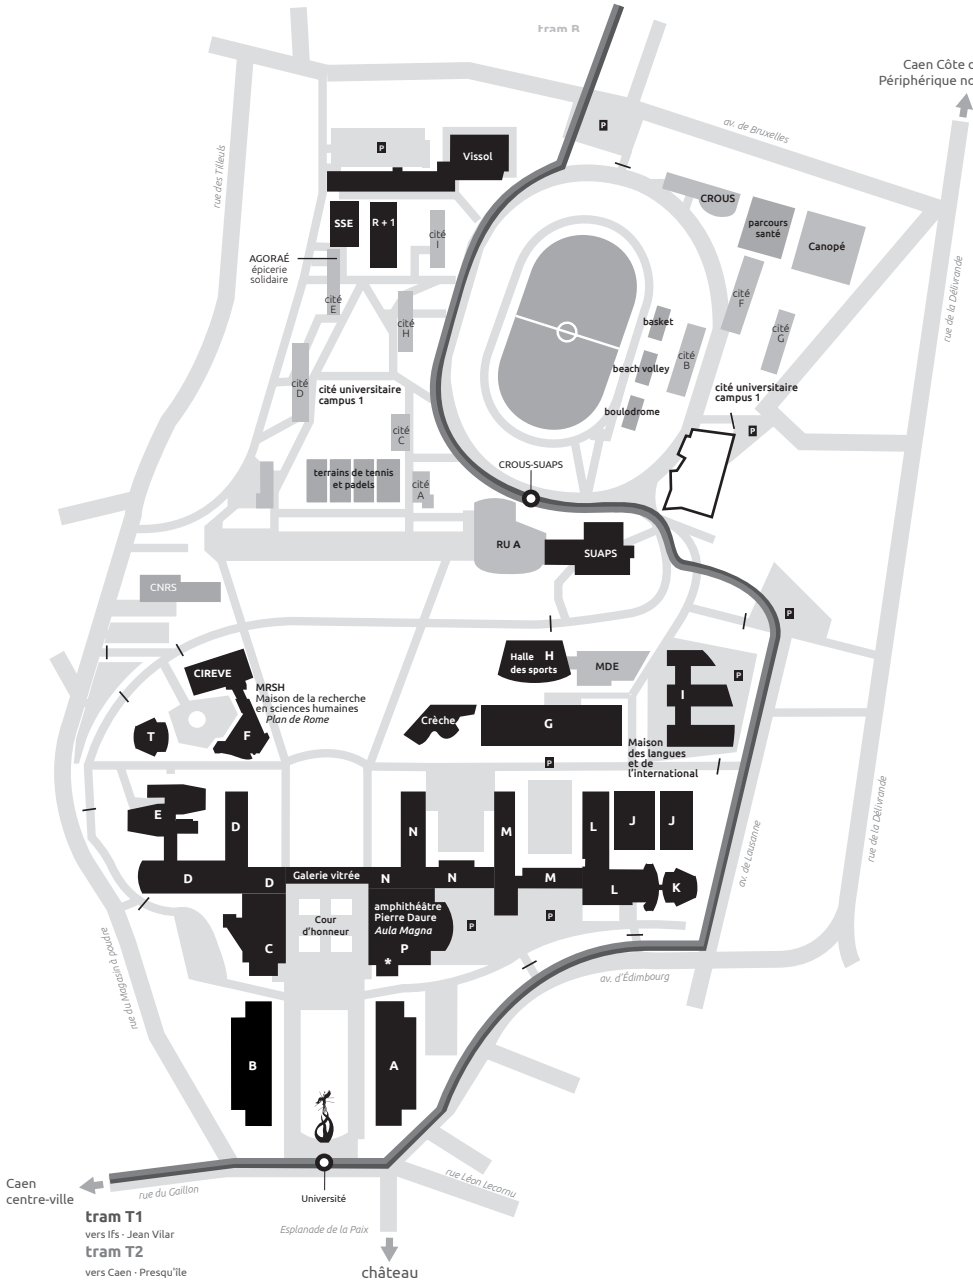 tram B
Caen Côte d
Périphérique no
av. de Bruxelles
P
P
Vissol
rue des Tilleuls
CROUS
parcours
santé
Canopé
SSE
R + 1
cité
I
AGORAÉ
épicerie
solidaire
cité
E
cité
H
cité
F
cité
G
basket
beach volley
boulodrome
cité
B
rue de la Délivrande
cité
D
cité universitaire
campus 1
cité universitaire
campus 1
P
cité
C
terrains de tennis
et padels
cité
A
CROUS-SUAPS
RU A
SUAPS
CNRS
P
Halle H
des sports
MDE
I
P
CIREVE
MRSH
Maison de la recherche
en sciences humaines
Plan de Rome
T
F
Crèche
G
Maison
des langues
et de
l'international
P
E
D
N
M
L
J
J
D
D
Galerie vitrée
N
N
M
L
K
av. de Lausanne
rue de la Délivrande
amphithéâtre
Pierre Daure
Aula Magna
P
*
Cour
d'honneur
C
P
P
rue du Magasin à poudre
av. d'Édimbourg
B
A
Caen
centre-ville
rue du Gaillon
Université
rue Léon Lecornu
tram T1
vers Ifs · Jean Vilar
tram T2
vers Caen · Presqu'île
Esplanade de la Paix
château